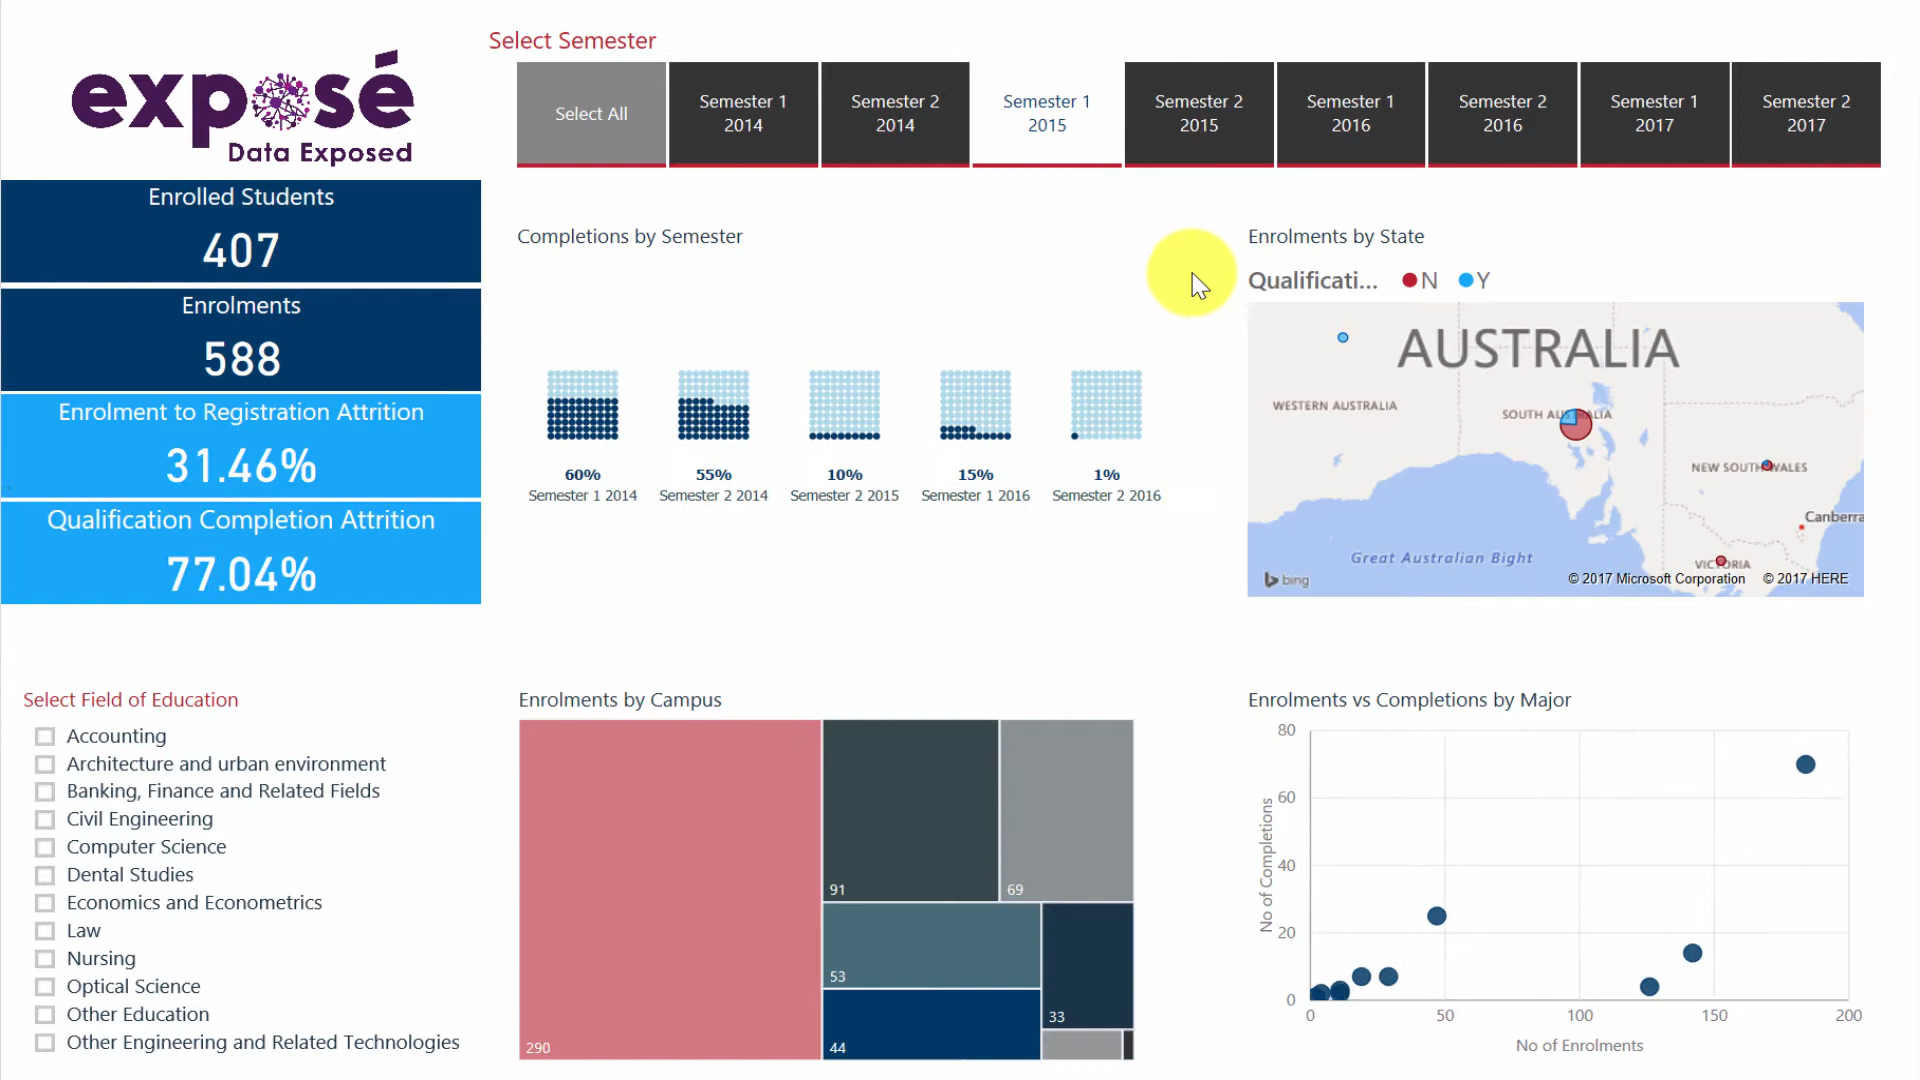 exposé
Data Exposed
Select Semester
Select All
Semester 1
2014
Semester 2
2014
Semester 1
2015
Semester 2
2015
Semester 1
2016
Semester 2
2016
Semester 1
2017
Semester 2
2017
Enrolled Students
407
Enrolments
588
Enrolment to Registration Attrition
31.46%
Qualification Completion Attrition
77.04%
Completions by Semester
60%
Semester 1 2014
55%
Semester 2 2014
10%
Semester 2 2015
15%
Semester 1 2016
1%
Semester 2 2016
Enrolments by State
Qualificati... N Y
AUSTRALIA
WESTERN AUSTRALIA
SOUTH AUSTRALIA
NEW SOUTH WALES
Canberra
Great Australian Bight
VICTORIA
bing
© 2017 Microsoft Corporation © 2017 HERE
Select Field of Education
Accounting
Architecture and urban environment
Banking, Finance and Related Fields
Civil Engineering
Computer Science
Dental Studies
Economics and Econometrics
Law
Nursing
Optical Science
Other Education
Other Engineering and Related Technologies
Enrolments by Campus
290
91
69
53
44
33
Enrolments vs Completions by Major
No of Completions
80
60
40
20
0
0 50 100 150 200
No of Enrolments